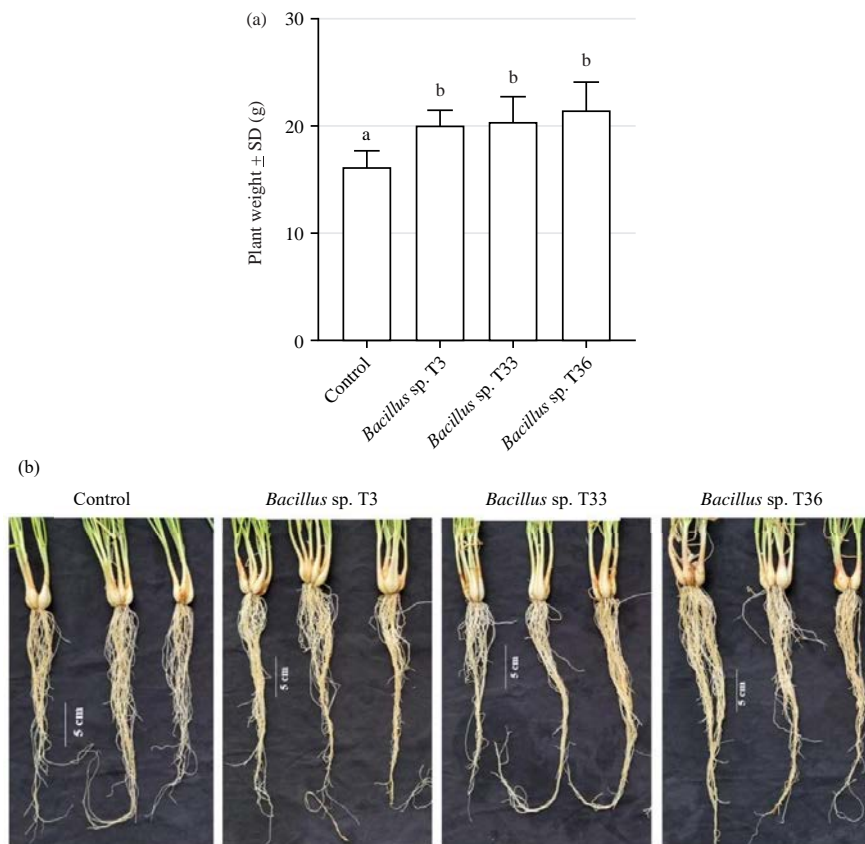 (a)
30
20
10
0
Plant weight ± SD (g)
a
b
b
b
Control
Bacillus sp. T3
Bacillus sp. T33
Bacillus sp. T36
(b)
Control
Bacillus sp. T3
Bacillus sp. T33
Bacillus sp. T36
5 cm
5 cm
5 cm
5 cm